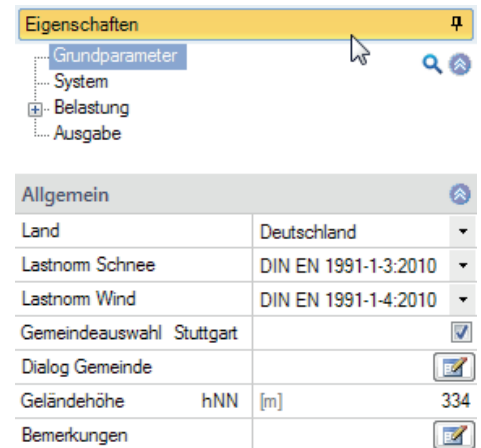 Eigenschaften
Grundparameter
System
Belastung
Ausgabe
Allgemein
Land Deutschland
Lastnorm Schnee DIN EN 1991-1-3:2010
Lastnorm Wind DIN EN 1991-1-4:2010
Gemeindeauswahl Stuttgart
Dialog Gemeinde
Geländehöhe hNN [m] 334
Bemerkungen